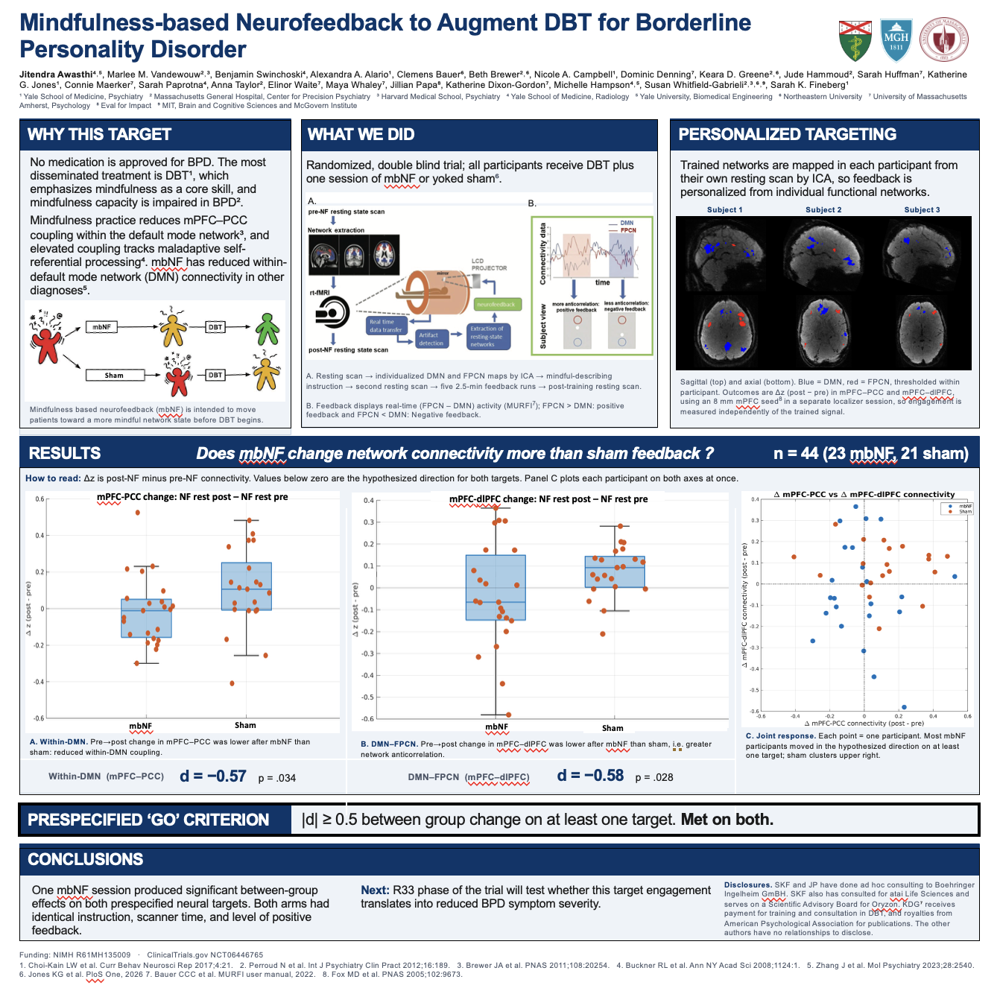 Mindfulness-based Neurofeedback to Augment DBT for Borderline
Personality Disorder
MGH
1811
Jitendra Awasthi⁴,⁵, Marlee M. Vandewouw²,³, Benjamin Swinchoski⁴, Alexandra A. Alario¹, Clemens Bauer⁶, Beth Brewer²,⁶, Nicole A. Campbell¹, Dominic Denning⁷, Keara D. Greene²,⁶, Jude Hammoud², Sarah Huffman⁷, Katherine
G. Jones¹, Connie Maerker⁷, Sarah Paprotna⁴, Anna Taylor², Elinor Waite⁷, Maya Whaley⁷, Jillian Papa⁸, Katherine Dixon-Gordon⁷, Michelle Hampson⁴,⁵, Susan Whitfield-Gabrieli²,³,⁶,⁹, Sarah K. Fineberg¹
¹ Yale School of Medicine, Psychiatry ² Massachusetts General Hospital, Center for Precision Psychiatry ³ Harvard Medical School, Psychiatry ⁴ Yale School of Medicine, Radiology ⁵ Yale University, Biomedical Engineering ⁶ Northeastern University ⁷ University of Massachusetts
Amherst, Psychology ⁸ Eval for Impact ⁹ MIT, Brain and Cognitive Sciences and McGovern Institute
WHY THIS TARGET
No medication is approved for BPD. The most
disseminated treatment is DBT¹, which
emphasizes mindfulness as a core skill, and
mindfulness capacity is impaired in BPD².
Mindfulness practice reduces mPFC–PCC
coupling within the default mode network³, and
elevated coupling tracks maladaptive self-
referential processing⁴. mbNF has reduced within-
default mode network (DMN) connectivity in other
diagnoses⁵.
mbNF
DBT
Sham
DBT
Mindfulness based neurofeedback (mbNF) is intended to move
patients toward a more mindful network state before DBT begins.
WHAT WE DID
Randomized, double blind trial; all participants receive DBT plus
one session of mbNF or yoked sham⁶.
A.
pre-NF resting state scan
Network extraction
rt-fMRI
post-NF resting state scan
mirror
LCD
PROJECTOR
neurofeedback
Real time
data transfer
Artifact
detection
Extraction of
resting-state
networks
B.
Connectivity data
DMN
FPCN
time
more anticorrelation:
positive feedback
less anticorrelation:
negative feedback
Subject view
A. Resting scan → individualized DMN and FPCN maps by ICA → mindful-describing
instruction → second resting scan → five 2.5-min feedback runs → post-training resting scan.
B. Feedback displays real-time (FPCN – DMN) activity (MURFI⁷); FPCN > DMN: positive
feedback and FPCN < DMN: Negative feedback.
PERSONALIZED TARGETING
Trained networks are mapped in each participant from
their own resting scan by ICA, so feedback is
personalized from individual functional networks.
Subject 1 Subject 2 Subject 3
Sagittal (top) and axial (bottom). Blue = DMN, red = FPCN, thresholded within
participant. Outcomes are Δz (post − pre) in mPFC–PCC and mPFC–dlPFC,
using an 8 mm mPFC seed⁸ in a separate localizer session, so engagement is
measured independently of the trained signal.
RESULTS
Does mbNF change network connectivity more than sham feedback ?
n = 44 (23 mbNF, 21 sham)
How to read: Δz is post-NF minus pre-NF connectivity. Values below zero are the hypothesized direction for both targets. Panel C plots each participant on both axes at once.
mPFC-PCC change: NF rest post – NF rest pre
0.6
0.4
0.2
0
-0.2
-0.4
-0.6
Δ z (post - pre)
mbNF
Sham
A. Within-DMN. Pre→post change in mPFC–PCC was lower after mbNF than
sham: reduced within-DMN coupling.
Within-DMN (mPFC–PCC) d = −0.57 p = .034
mPFC-dlPFC change: NF rest post – NF rest pre
0.4
0.3
0.2
0.1
0
-0.1
-0.2
-0.3
-0.4
-0.5
-0.6
Δ z (post - pre)
mbNF
Sham
B. DMN–FPCN. Pre→post change in mPFC–dlPFC was lower after mbNF than sham, i.e. greater
network anticorrelation.
DMN–FPCN (mPFC–dlPFC) d = −0.58 p = .028
Δ mPFC-PCC vs Δ mPFC-dlPFC connectivity
mbNF
Sham
0.4
0.3
0.2
0.1
0
-0.1
-0.2
-0.3
-0.4
-0.5
-0.6
Δ mPFC-dlPFC connectivity (post - pre)
-0.6 -0.4 -0.2 0 0.2 0.4 0.6
Δ mPFC-PCC connectivity (post - pre)
C. Joint response. Each point = one participant. Most mbNF
participants moved in the hypothesized direction on at least
one target; sham clusters upper right.
PRESPECIFIED ‘GO’ CRITERION
|d| ≥ 0.5 between group change on at least one target. Met on both.
CONCLUSIONS
One mbNF session produced significant between-group
effects on both prespecified neural targets. Both arms had
identical instruction, scanner time, and level of positive
feedback.
Next: R33 phase of the trial will test whether this target engagement
translates into reduced BPD symptom severity.
Disclosures. SKF and JP have done ad hoc consulting to Boehringer
Ingelheim GmBH. SKF also has consulted for atai Life Sciences and
serves on a Scientific Advisory Board for Oryzon. KDG⁷ receives
payment for training and consultation in DBT, and royalties from
American Psychological Association for publications. The other
authors have no relationships to disclose.
Funding: NIMH R61MH135009 · ClinicalTrials.gov NCT06446765
1. Choi-Kain LW et al. Curr Behav Neurosci Rep 2017;4:21. 2. Perroud N et al. Int J Psychiatry Clin Pract 2012;16:189. 3. Brewer JA et al. PNAS 2011;108:20254. 4. Buckner RL et al. Ann NY Acad Sci 2008;1124:1. 5. Zhang J et al. Mol Psychiatry 2023;28:2540.
6. Jones KG et al. PloS One, 2026 7. Bauer CCC et al. MURFI user manual, 2022. 8. Fox MD et al. PNAS 2005;102:9673.